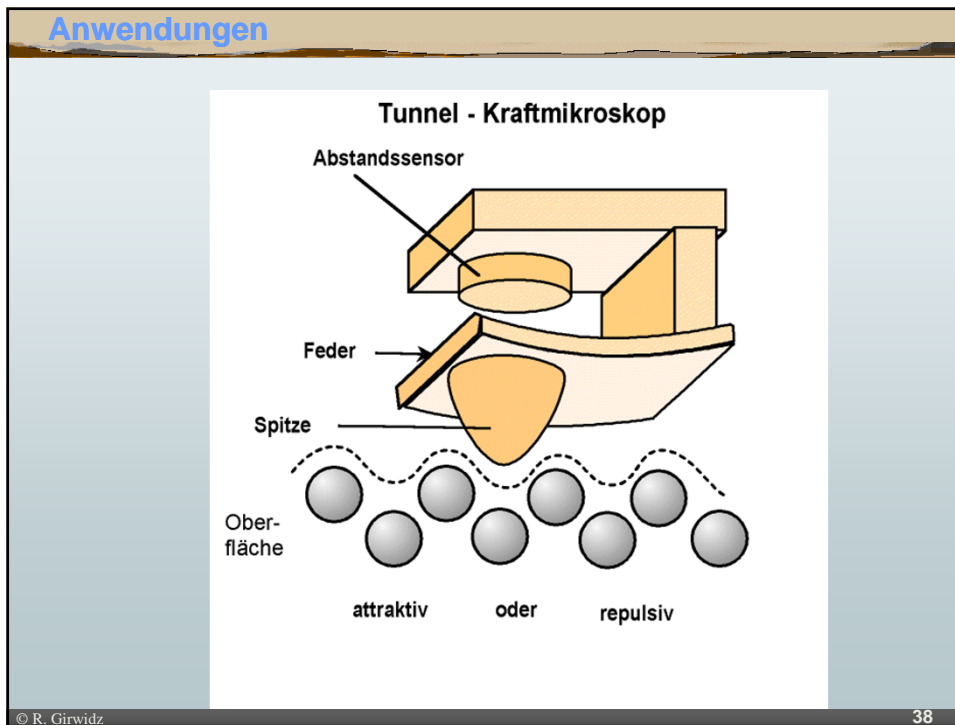 Anwendungen
Tunnel - Kraftmikroskop
Abstandssensor
Feder
Spitze
Ober-
fläche
attraktiv oder repulsiv
© R. Girwidz
38